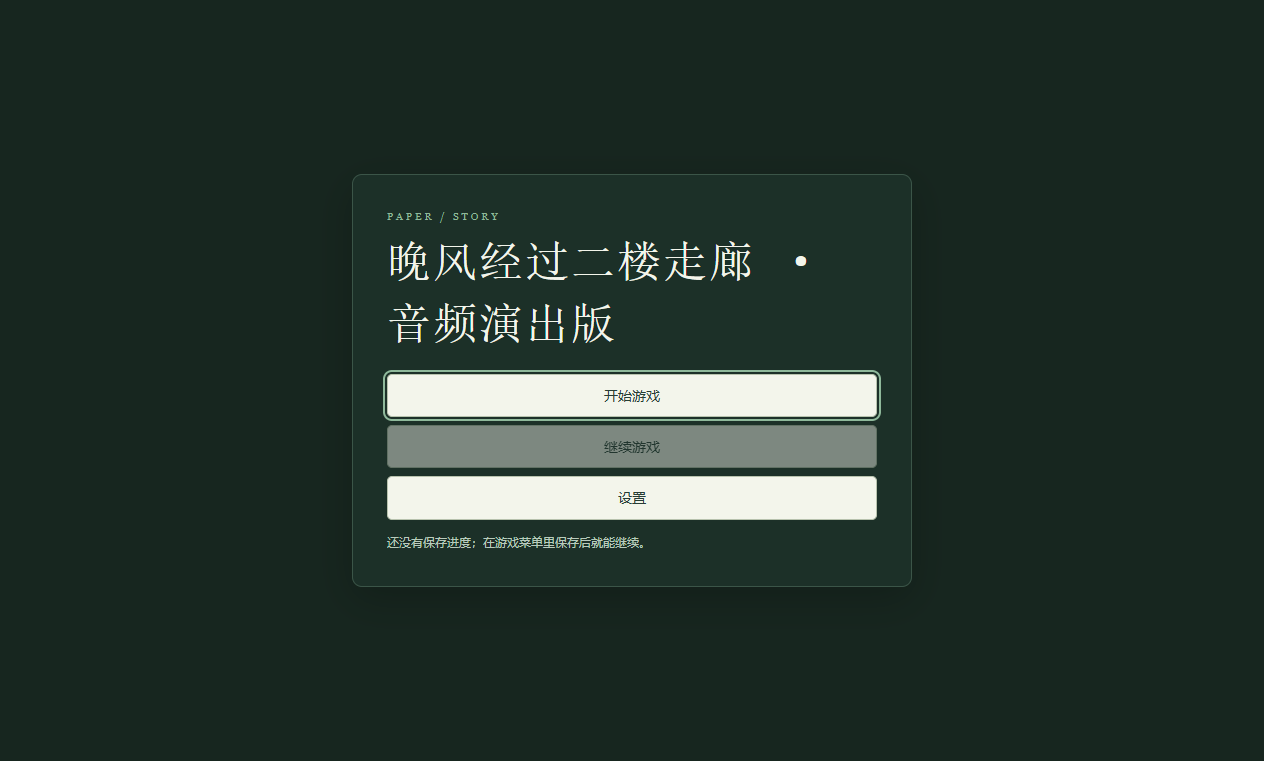 PAPER / STORY
晚风经过二楼走廊 ·
音频演出版
开始游戏
继续游戏
设置
还没有保存进度；在游戏菜单里保存后就能继续。